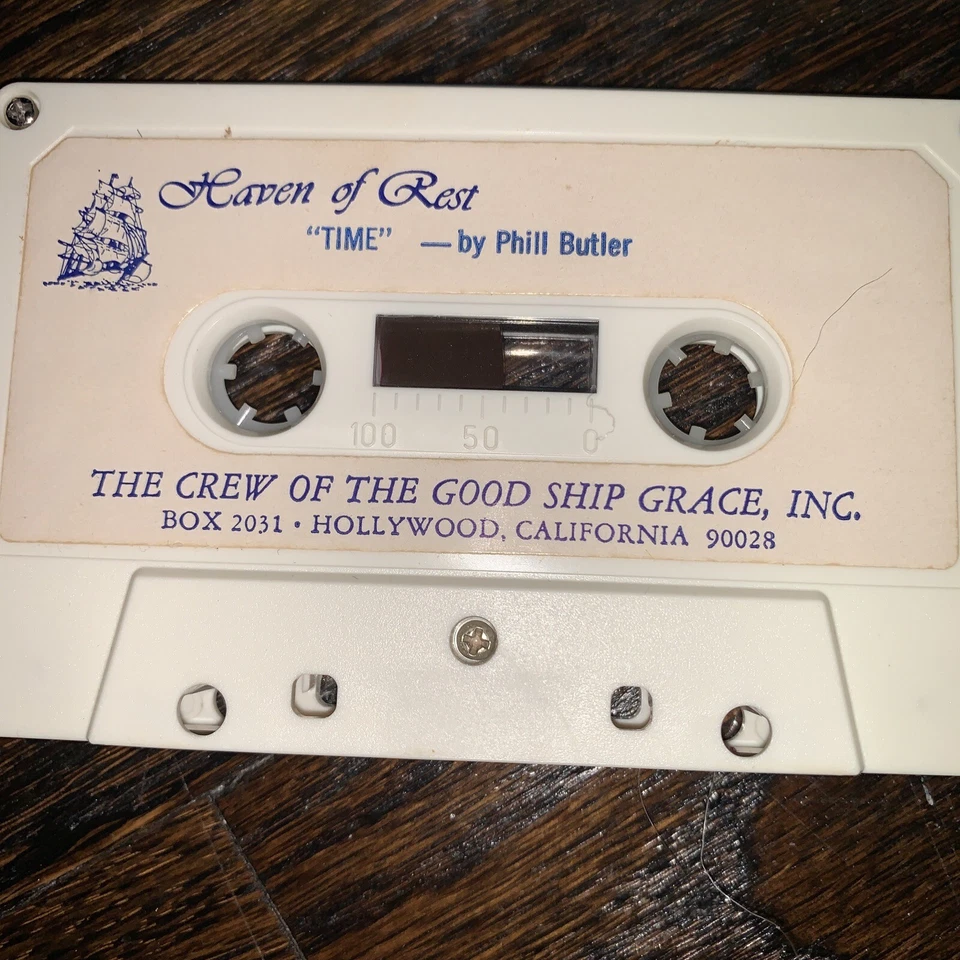 Haven of Rest
“TIME” — by Phill Butler
100 50 0
THE CREW OF THE GOOD SHIP GRACE, INC.
BOX 2031 • HOLLYWOOD, CALIFORNIA 90028